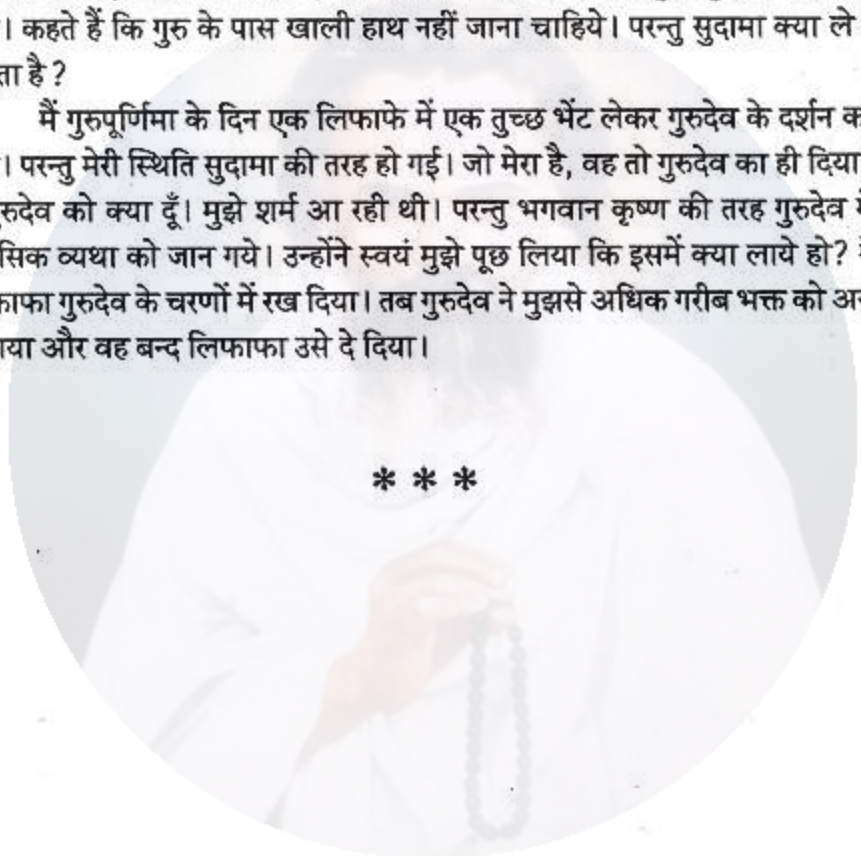 । कहते हैं कि गुरु के पास खाली हाथ नहीं जाना चाहिये। परन्तु सुदामा क्या ले
ता है?
मैं गुरुपूर्णिमा के दिन एक लिफाफे में एक तुच्छ भेंट लेकर गुरुदेव के दर्शन क
। परन्तु मेरी स्थिति सुदामा की तरह हो गई। जो मेरा है, वह तो गुरुदेव का ही दिया
रुदेव को क्या दूँ। मुझे शर्म आ रही थी। परन्तु भगवान कृष्ण की तरह गुरुदेव
सिक व्यथा को जान गये। उन्होंने स्वयं मुझे पूछ लिया कि इसमें क्या लाये हो?
फाफा गुरुदेव के चरणों में रख दिया। तब गुरुदेव ने मुझसे अधिक गरीब भक्त को अ
या और वह बन्द लिफाफा उसे दे दिया।
* * *